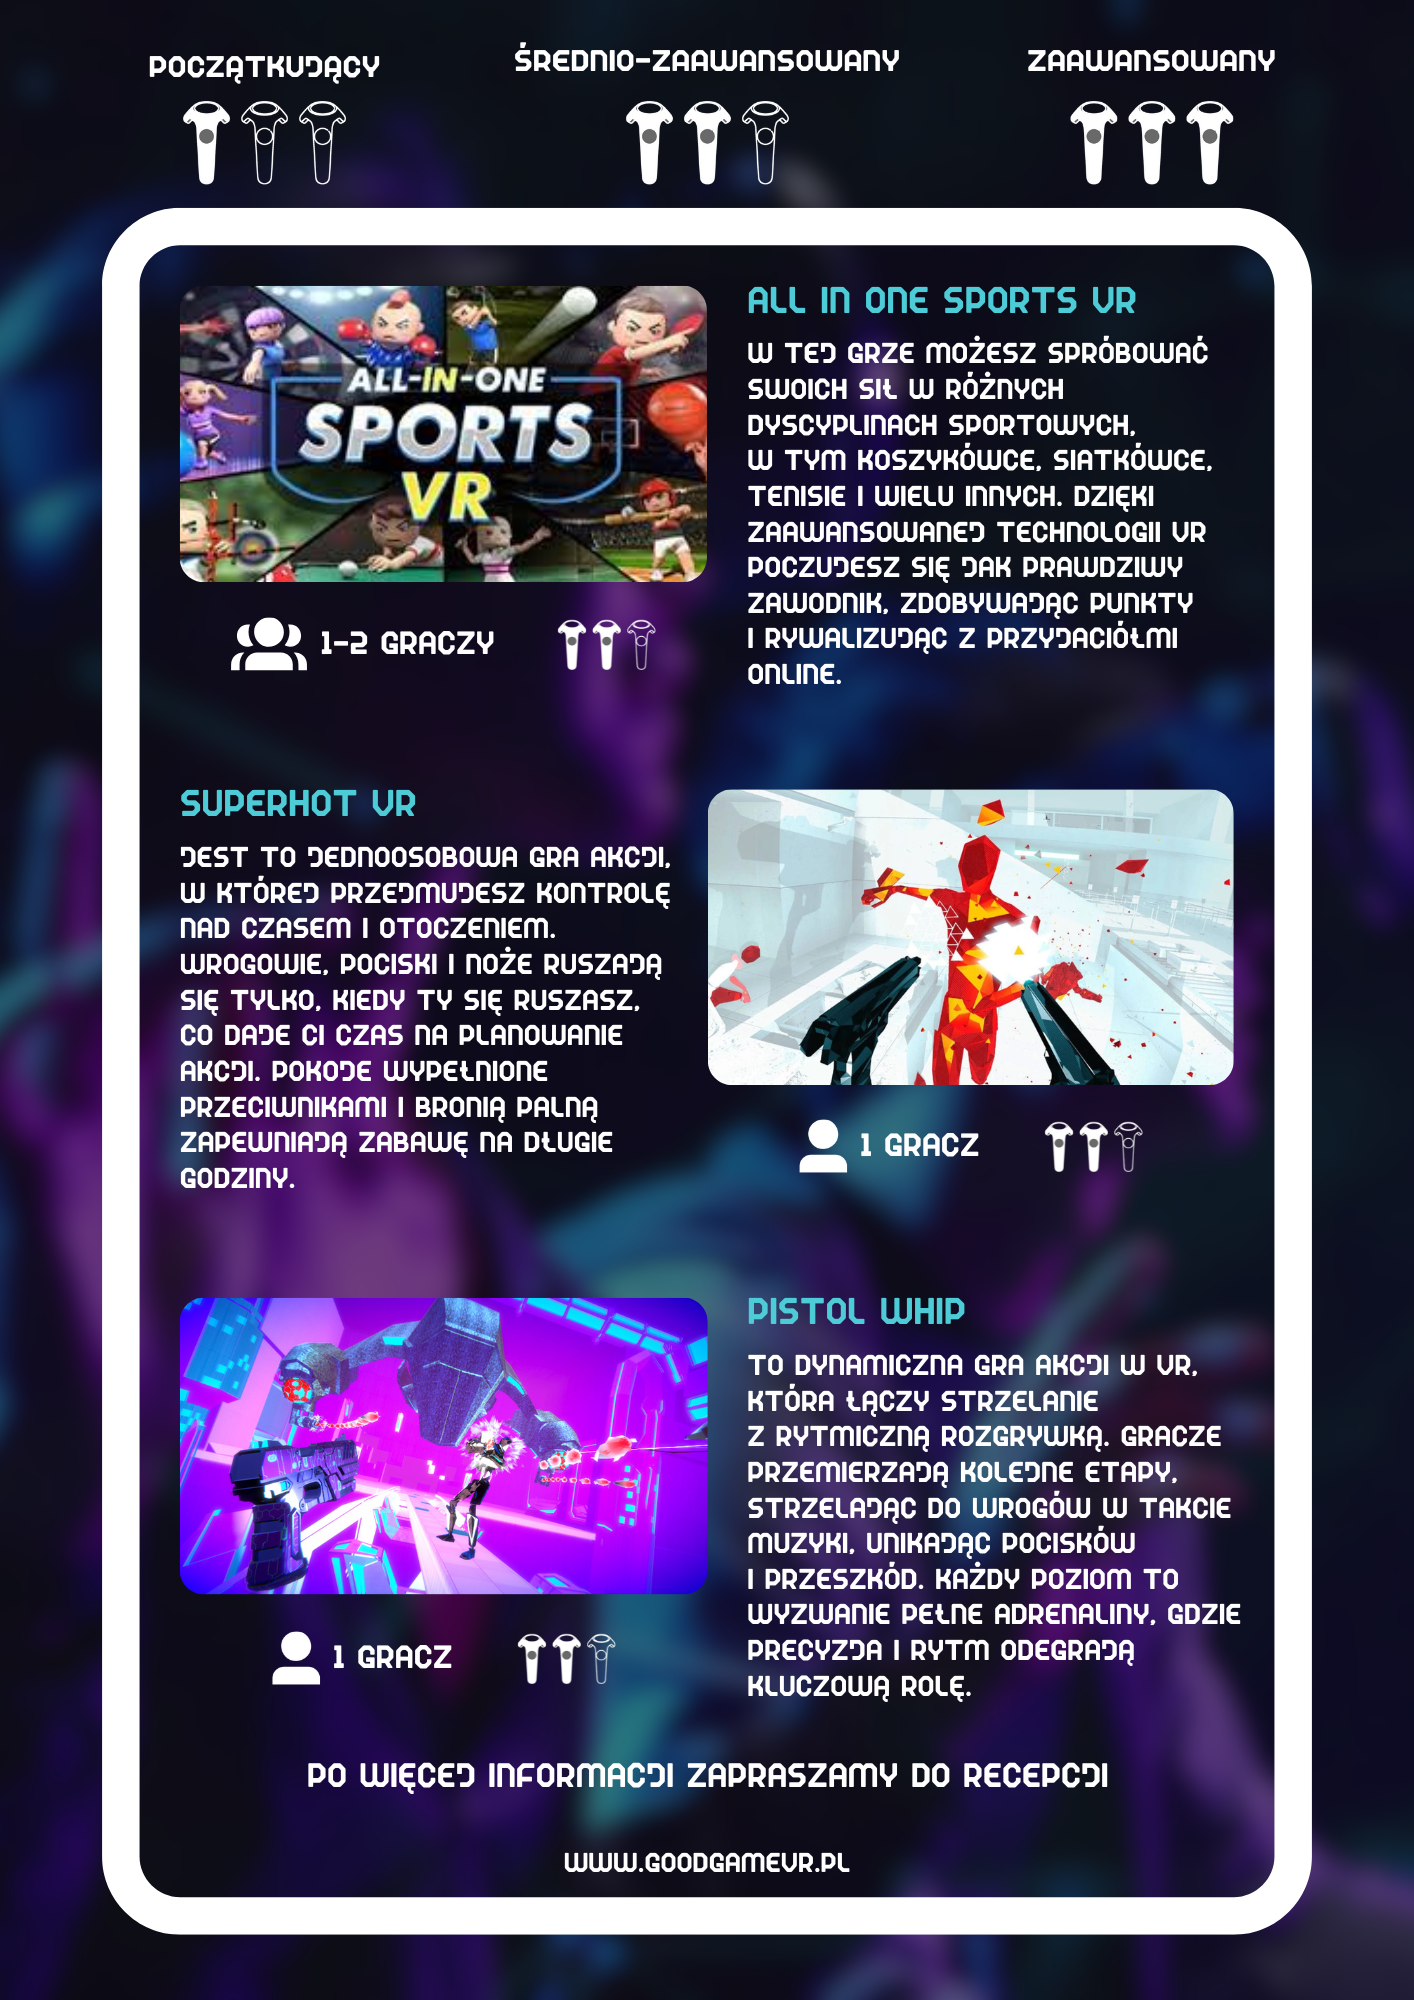 POCZĄTKUJĄCY
ŚREDNIO-ZAAWANSOWANY
ZAAWANSOWANY
ALL-IN-ONE
SPORTS
VR
1-2 GRACZY
ALL IN ONE SPORTS VR
W TEJ GRZE MOŻESZ SPRÓBOWAĆ
SWOICH SIŁ W RÓŻNYCH
DYSCYPLINACH SPORTOWYCH,
W TYM KOSZYKÓWCE, SIATKÓWCE,
TENISIE I WIELU INNYCH. DZIĘKI
ZAAWANSOWANEJ TECHNOLOGII VR
POCZUJESZ SIĘ JAK PRAWDZIWY
ZAWODNIK, ZDOBYWAJĄC PUNKTY
I RYWALIZUJĄC Z PRZYJACIÓŁMI
ONLINE.
SUPERHOT VR
JEST TO JEDNOOSOBOWA GRA AKCJI,
W KTÓREJ PRZEJMUJESZ KONTROLĘ
NAD CZASEM I OTOCZENIEM.
WROGOWIE, POCISKI I NOŻE RUSZAJĄ
SIĘ TYLKO, KIEDY TY SIĘ RUSZASZ,
CO DAJE CI CZAS NA PLANOWANIE
AKCJI. POKOJE WYPEŁNIONE
PRZECIWNIKAMI I BRONIĄ PALNĄ
ZAPEWNIAJĄ ZABAWĘ NA DŁUGIE
GODZINY.
1 GRACZ
PISTOL WHIP
TO DYNAMICZNA GRA AKCJI W VR,
KTÓRA ŁĄCZY STRZELANIE
Z RYTMICZNĄ ROZGRYWKĄ. GRACZE
PRZEMIERZAJĄ KOLEJNE ETAPY,
STRZELAJĄC DO WROGÓW W TAKCIE
MUZYKI, UNIKAJĄC POCISKÓW
I PRZESZKÓD. KAŻDY POZIOM TO
WYZWANIE PEŁNE ADRENALINY, GDZIE
PRECYZJA I RYTM ODEGRAJĄ
KLUCZOWĄ ROLĘ.
1 GRACZ
PO WIĘCEJ INFORMACJI ZAPRASZAMY DO RECEPCJI
WWW.GOODGAMEVR.PL